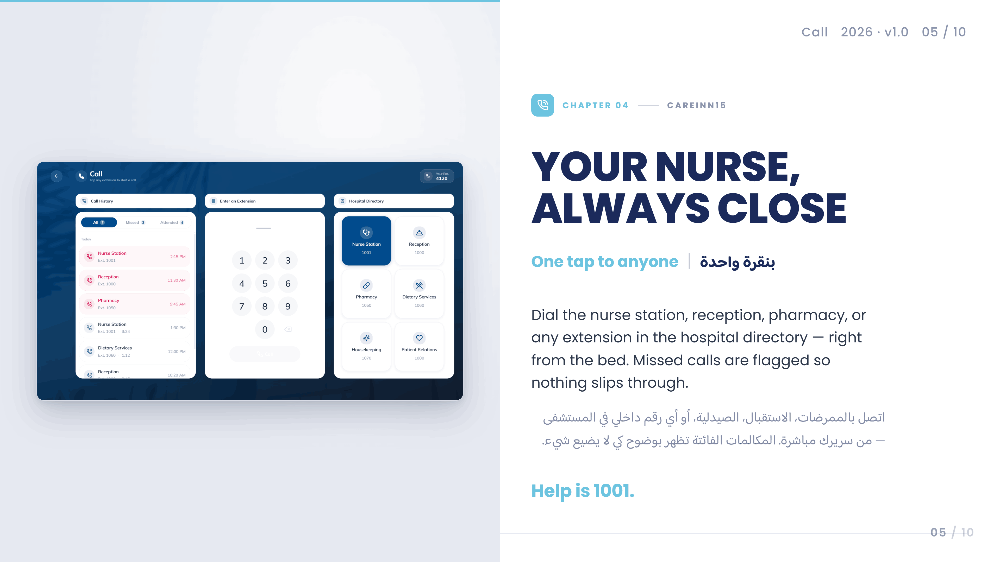 Call 2026 · v1.0 05 / 10
Call
Tap any extension to start a call
Your Ext.
4120
Call History
All 7 Missed 3 Attended 4
Today
Nurse Station
Ext. 1001
2:15 PM
Reception
Ext. 1000
11:30 AM
Pharmacy
Ext. 1050
9:45 AM
Nurse Station
Ext. 1001 3:24
1:30 PM
Dietary Services
Ext. 1060 1:12
12:00 PM
Reception
10:20 AM
Enter an Extension
1 2 3
4 5 6
7 8 9
0
Call
Hospital Directory
Nurse Station
1001
Reception
1000
Pharmacy
1050
Dietary Services
1060
Housekeeping
1070
Patient Relations
1080
CHAPTER 04 CAREINN15
YOUR NURSE,
ALWAYS CLOSE
One tap to anyone | بنقرة واحدة
Dial the nurse station, reception, pharmacy, or
any extension in the hospital directory — right
from the bed. Missed calls are flagged so
nothing slips through.
اتصل بالممرضات، الاستقبال، الصيدلية، أو أي رقم داخلي في المستشفى
— من سريرك مباشرة. المكالمات الفائتة تظهر بوضوح كي لا يضيع شيء.
Help is 1001.
05 / 10